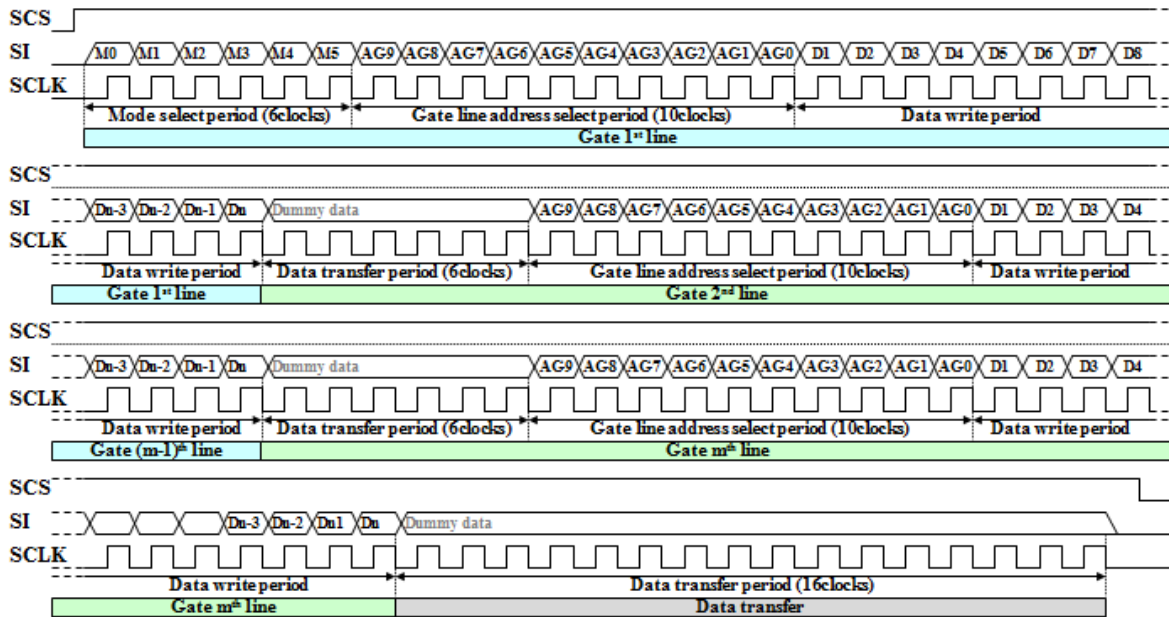 SCS
SI M0 M1 M2 M3 M4 M5 AG9 AG8 AG7 AG6 AG5 AG4 AG3 AG2 AG1 AG0 D1 D2 D3 D4 D5 D6 D7 D8
SCLK
Mode select period (6clocks) Gate line address select period (10clocks) Data write period
Gate 1st line
SCS
SI Dn-3 Dn-2 Dn-1 Dn Dummy data AG9 AG8 AG7 AG6 AG5 AG4 AG3 AG2 AG1 AG0 D1 D2 D3 D4
SCLK
Data write period Data transfer period (6clocks) Gate line address select period (10clocks) Data write period
Gate 1st line Gate 2nd line
SCS
SI Dn-3 Dn-2 Dn-1 Dn Dummy data AG9 AG8 AG7 AG6 AG5 AG4 AG3 AG2 AG1 AG0 D1 D2 D3 D4
SCLK
Data write period Data transfer period (6clocks) Gate line address select period (10clocks) Data write period
Gate (m-1)th line Gate mth line
SCS
SI Dn-3 Dn-2 Dn1 Dn Dummy data
SCLK
Data write period Data transfer period (16clocks)
Gate mth line Data transfer